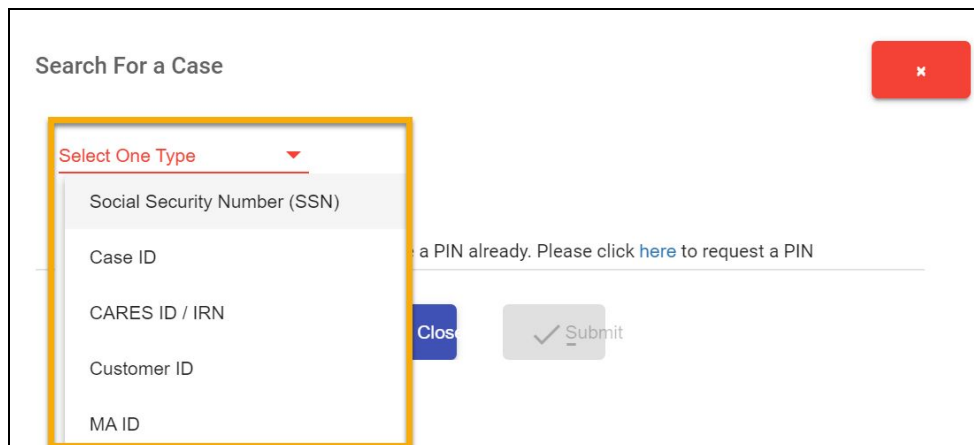 Search For a Case
×
Select One Type
Social Security Number (SSN)
Case ID
a PIN already. Please click here to request a PIN
CARES ID / IRN
Close
Submit
Customer ID
MA ID